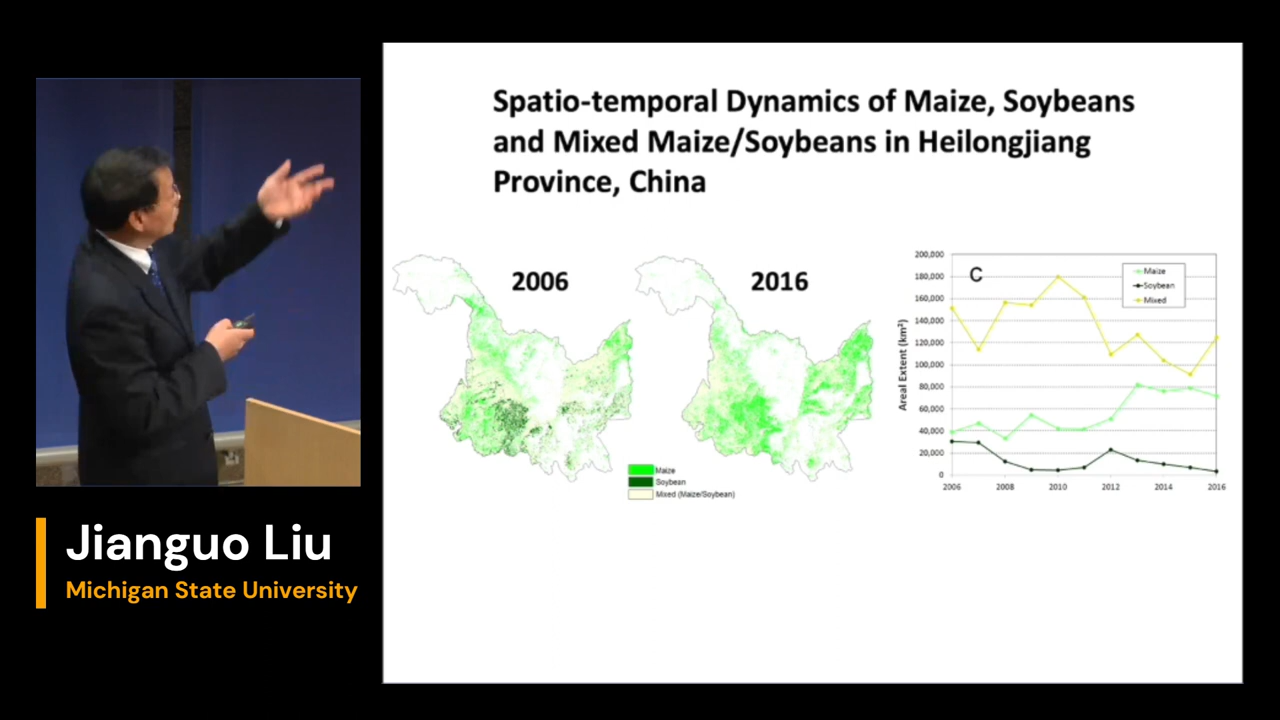 Spatio-temporal Dynamics of Maize, Soybeans
and Mixed Maize/Soybeans in Heilongjiang
Province, China
2006
2016
Maize
Soybean
Mixed (Maize/Soybean)
C
Maize
Soybean
Mixed
Areal Extent (km²)
200,000
180,000
160,000
140,000
120,000
100,000
80,000
60,000
40,000
20,000
0
2006 2008 2010 2012 2014 2016
Jianguo Liu
Michigan State University